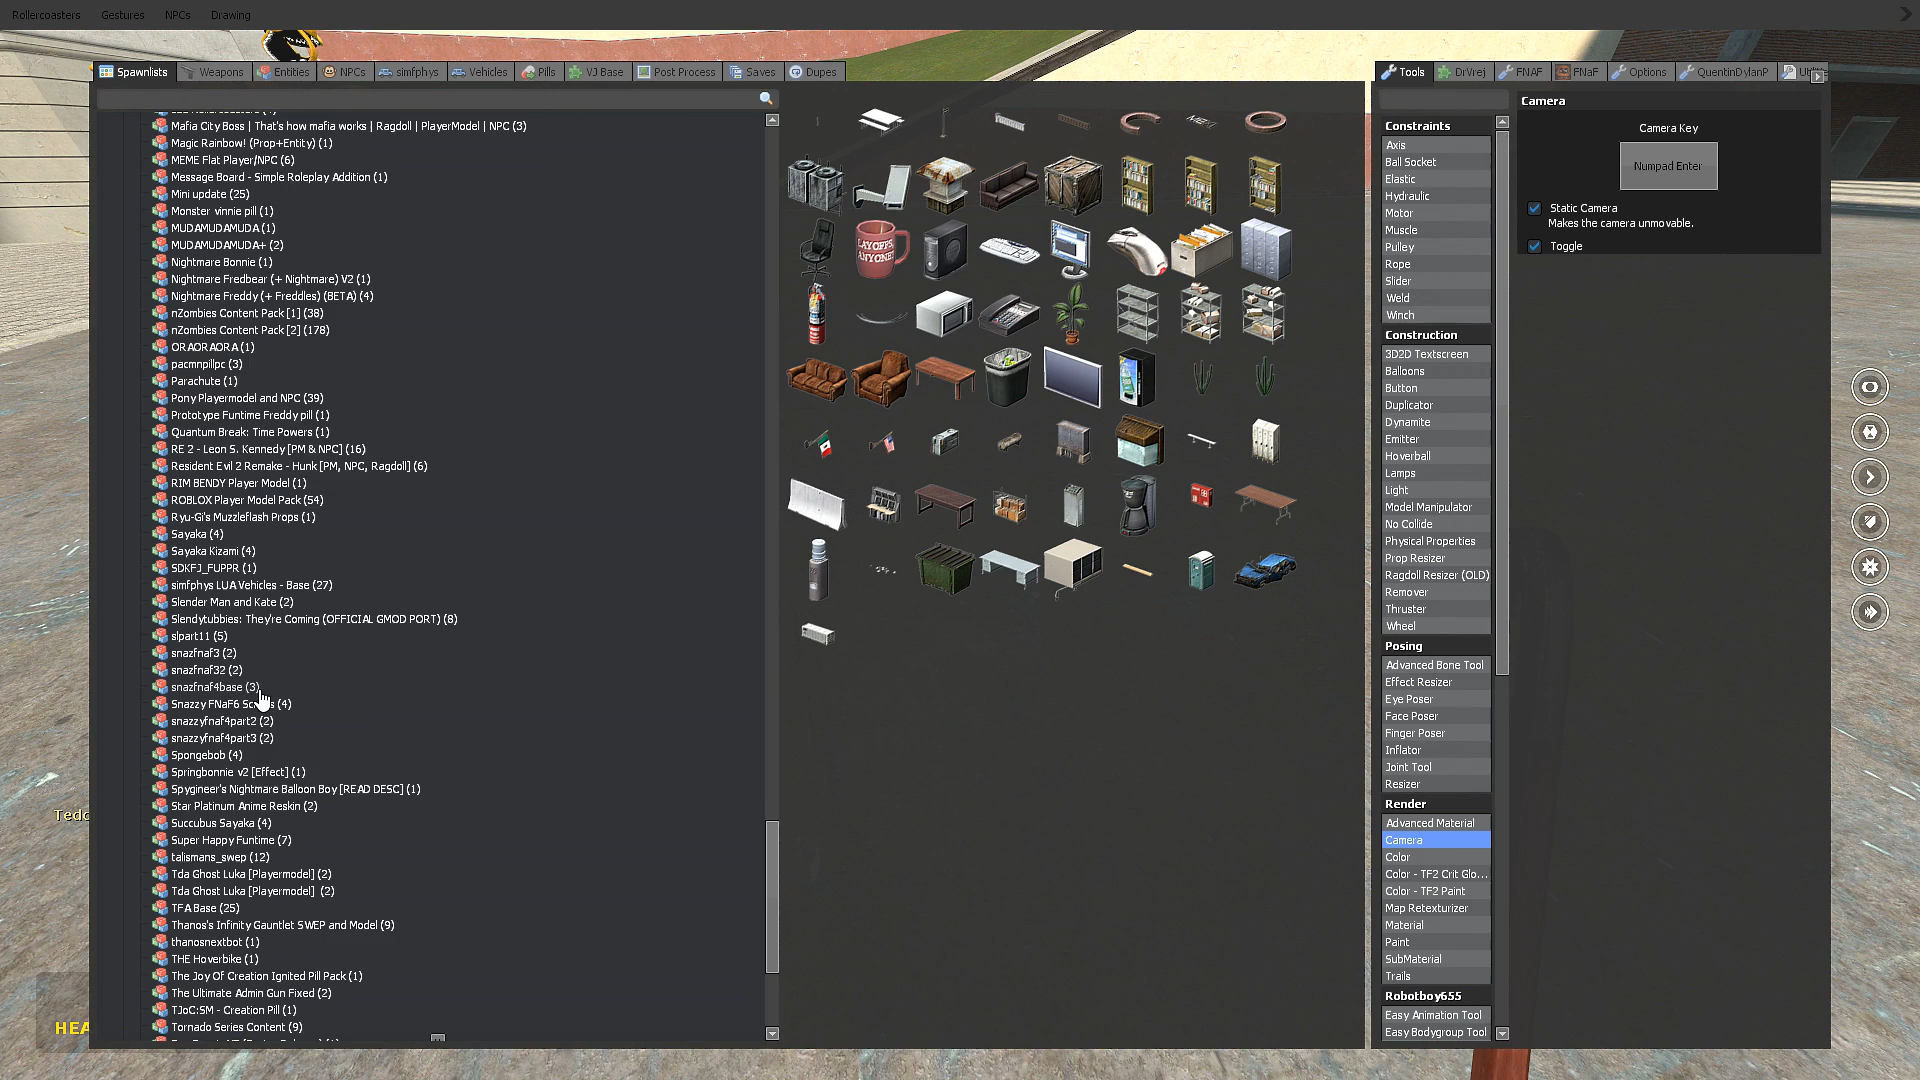 Rollercoasters Gestures NPCs Drawing
Spawnlists Weapons Entities NPCs simfphys Vehicles Pills VJ Base Post Process Saves Dupes
Mafia City Boss | That's how mafia works | Ragdoll | PlayerModel | NPC (3)
Magic Rainbow! (Prop+Entity) (1)
MEME Flat Player/NPC (6)
Message Board - Simple Roleplay Addition (1)
Mini update (25)
Monster vinnie pill (1)
MUDAMUDAMUDA (1)
MUDAMUDAMUDA+ (2)
Nightmare Bonnie (1)
Nightmare Fredbear (+ Nightmare) V2 (1)
Nightmare Freddy (+ Freddles) (BETA) (4)
nZombies Content Pack [1] (38)
nZombies Content Pack [2] (178)
ORAORAORA (1)
pacmnpillpc (3)
Parachute (1)
Pony Playermodel and NPC (39)
Prototype Funtime Freddy pill (1)
Quantum Break: Time Powers (1)
RE 2 - Leon S. Kennedy [PM & NPC] (16)
Resident Evil 2 Remake - Hunk [PM, NPC, Ragdoll] (6)
RIM BENDY Player Model (1)
ROBLOX Player Model Pack (54)
Ryu-Gi's Muzzleflash Props (1)
Sayaka (4)
Sayaka Kizami (4)
SDKFJ_FUPPR (1)
simfphys LUA Vehicles - Base (27)
Slender Man and Kate (2)
Slendytubbies: They're Coming (OFFICIAL GMOD PORT) (8)
slpart11 (5)
snazfnaf3 (2)
snazfnaf32 (2)
snazfnaf4base (3)
Snazzy FNaF6 (4)
snazzyfnaf4part2 (2)
snazzyfnaf4part3 (2)
Spongebob (4)
Springbonnie v2 [Effect] (1)
Spygineer's Nightmare Balloon Boy [READ DESC] (1)
Star Platinum Anime Reskin (2)
Succubus Sayaka (4)
Super Happy Funtime (7)
talismans_swep (12)
Tda Ghost Luka [Playermodel] (2)
Tda Ghost Luka [Playermodel] (2)
TFA Base (25)
Thanos's Infinity Gauntlet SWEP and Model (9)
thanosnextbot (1)
THE Hoverbike (1)
The Joy Of Creation Ignited Pill Pack (1)
The Ultimate Admin Gun Fixed (2)
TJoC:SM - Creation Pill (1)
Tornado Series Content (9)
Tedd
HEA
LAYOFFS,
ANYONE!
Tools DrVrej FNAF FNaF Options QuentinDylanP
Constraints
Axis
Ball Socket
Elastic
Hydraulic
Motor
Muscle
Pulley
Rope
Slider
Weld
Winch
Construction
3D2D Textscreen
Balloons
Button
Duplicator
Dynamite
Emitter
Hoverball
Lamps
Light
Model Manipulator
No Collide
Physical Properties
Prop Resizer
Ragdoll Resizer (OLD)
Remover
Thruster
Wheel
Posing
Advanced Bone Tool
Effect Resizer
Eye Poser
Face Poser
Finger Poser
Inflator
Joint Tool
Resizer
Render
Advanced Material
Camera
Color
Color - TF2 Crit Glo...
Color - TF2 Paint
Map Retexturizer
Material
Paint
SubMaterial
Trails
Robotboy655
Easy Animation Tool
Easy Bodygroup Tool
Camera
Camera Key
Numpad Enter
Static Camera
Makes the camera unmovable.
Toggle